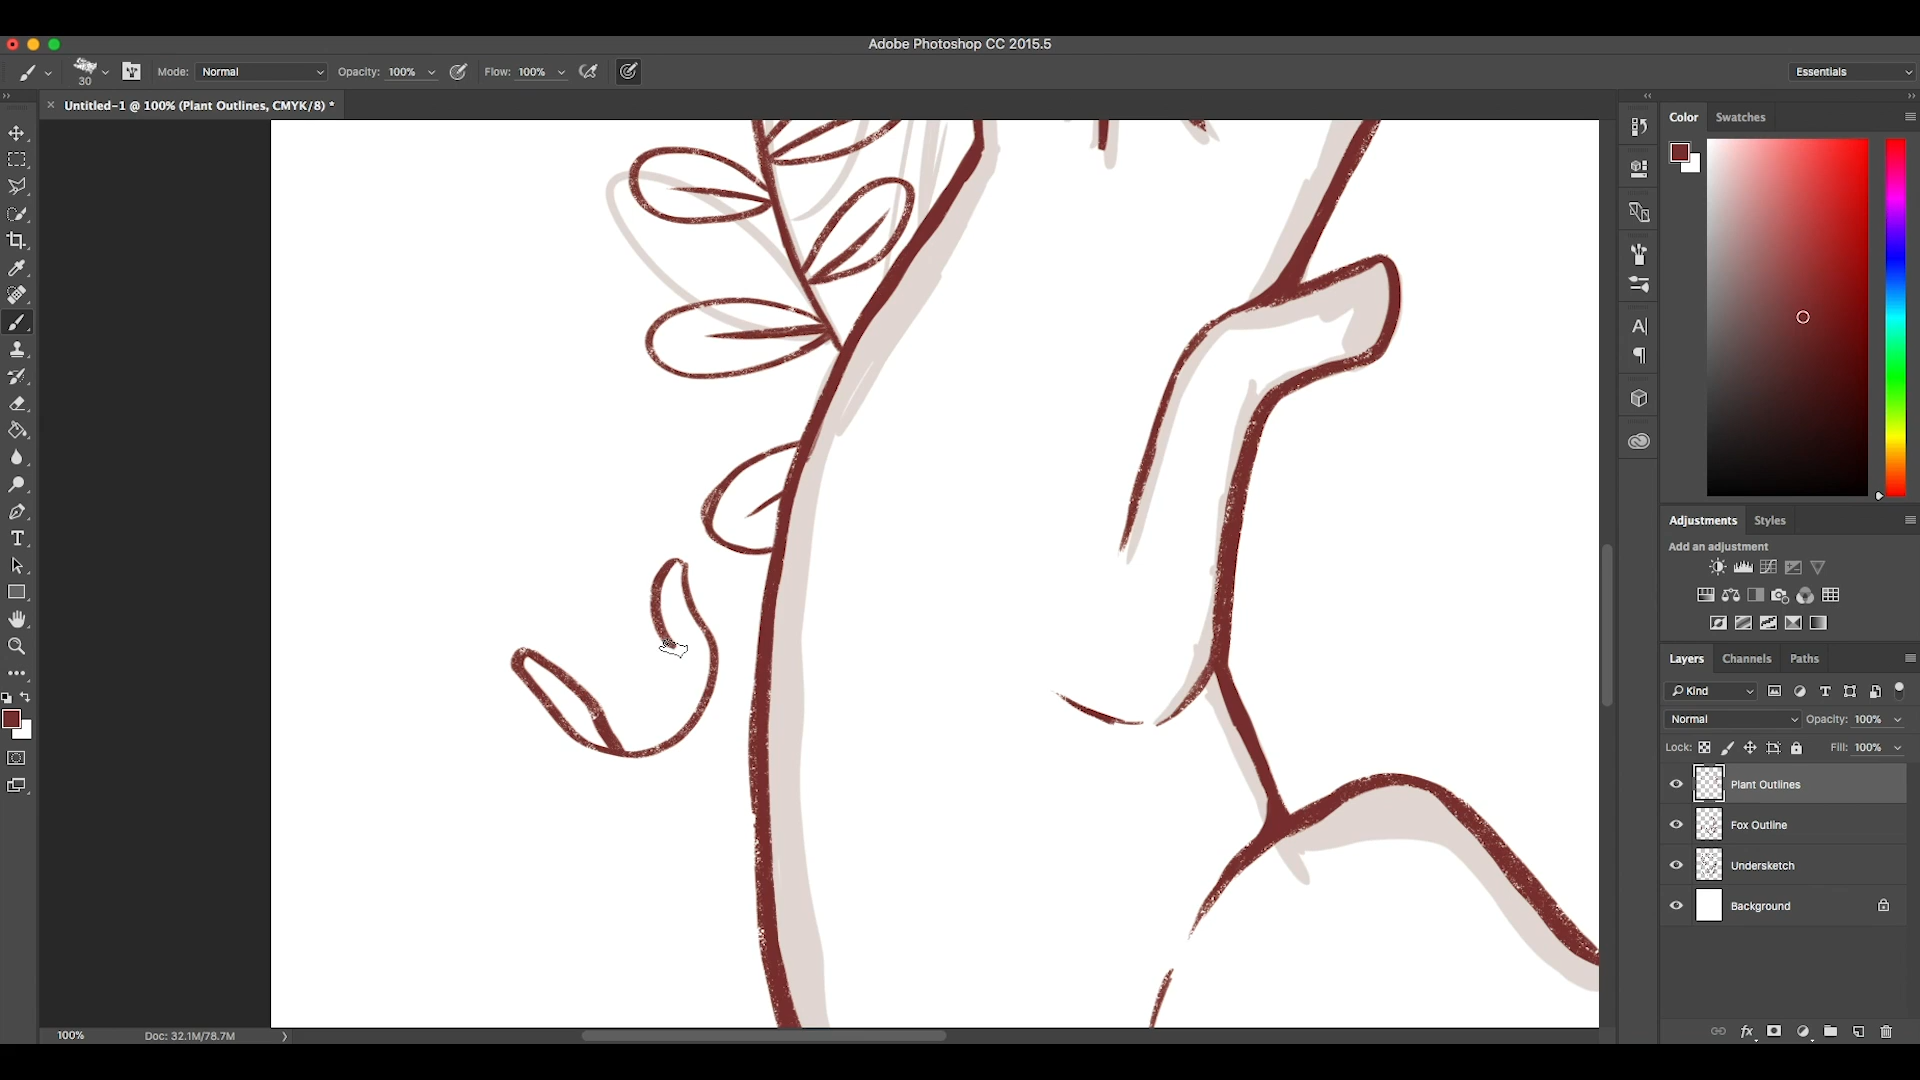 Adobe Photoshop CC 2015.5
30
Mode: Normal Opacity: 100% Flow: 100% Essentials
Untitled-1 @ 100% (Plant Outlines, CMYK/8) *
Color Swatches
Adjustments Styles
Add an adjustment
Layers Channels Paths
Kind
Normal Opacity: 100%
Lock: Fill: 100%
Plant Outlines
Fox Outline
Undersketch
Background
100% Doc: 32.1M/78.7M
fx